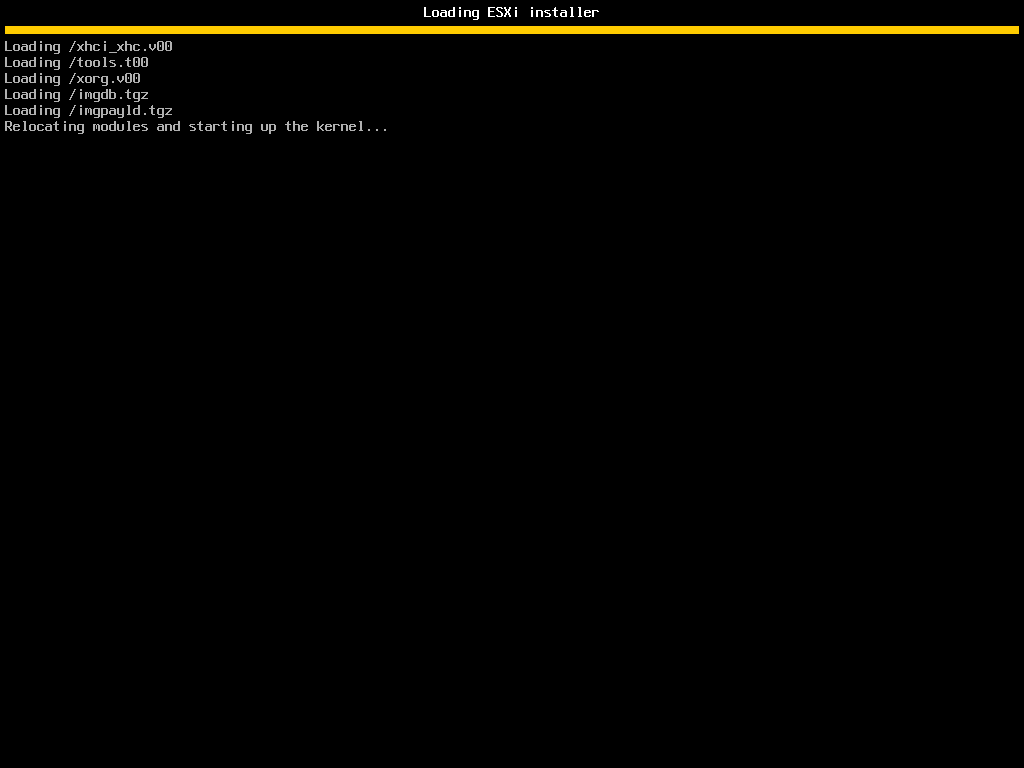 Loading ESXi installer
Loading /xhci_xhc.v00
Loading /tools.t00
Loading /xorg.v00
Loading /imgdb.tgz
Loading /imgpayld.tgz
Relocating modules and starting up the kernel...